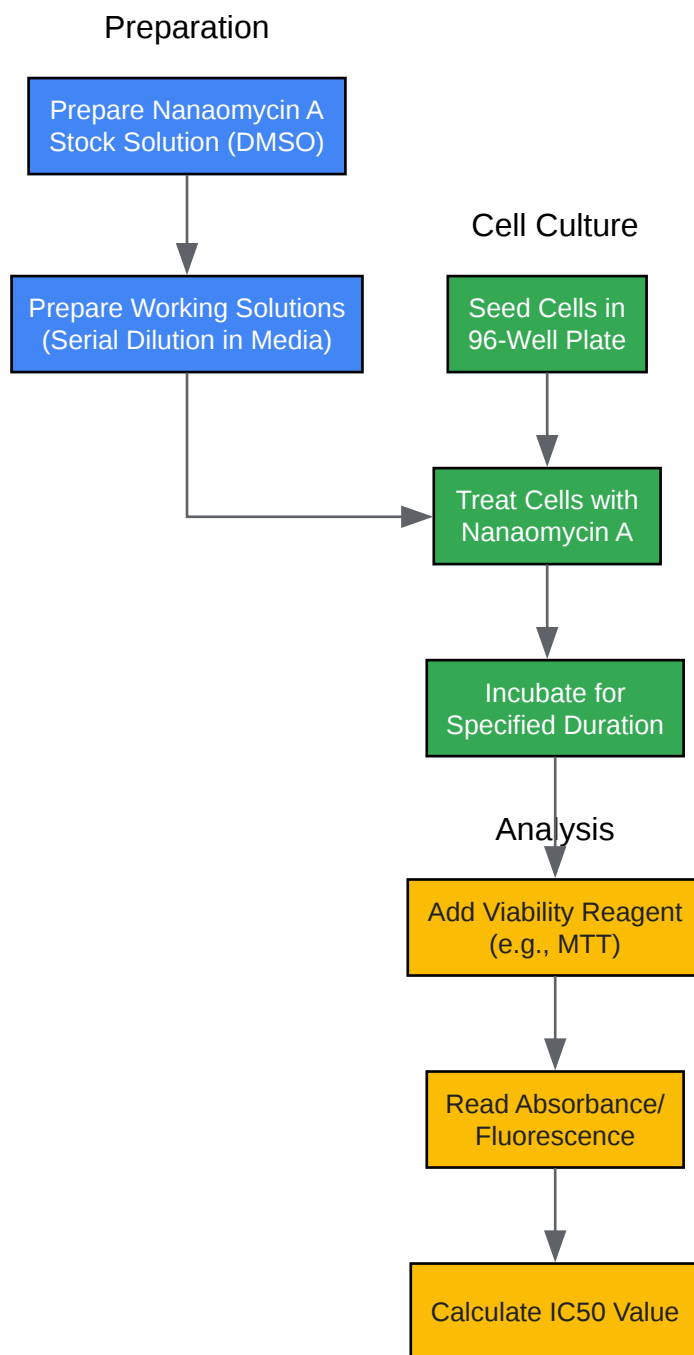 Preparation
Prepare Nanaomycin A
Stock Solution (DMSO)
Cell Culture
Prepare Working Solutions
(Serial Dilution in Media)
Seed Cells in
96-Well Plate
Treat Cells with
Nanaomycin A
Incubate for
Specified Duration
Analysis
Add Viability Reagent
(e.g., MTT)
Read Absorbance/
Fluorescence
Calculate IC50 Value